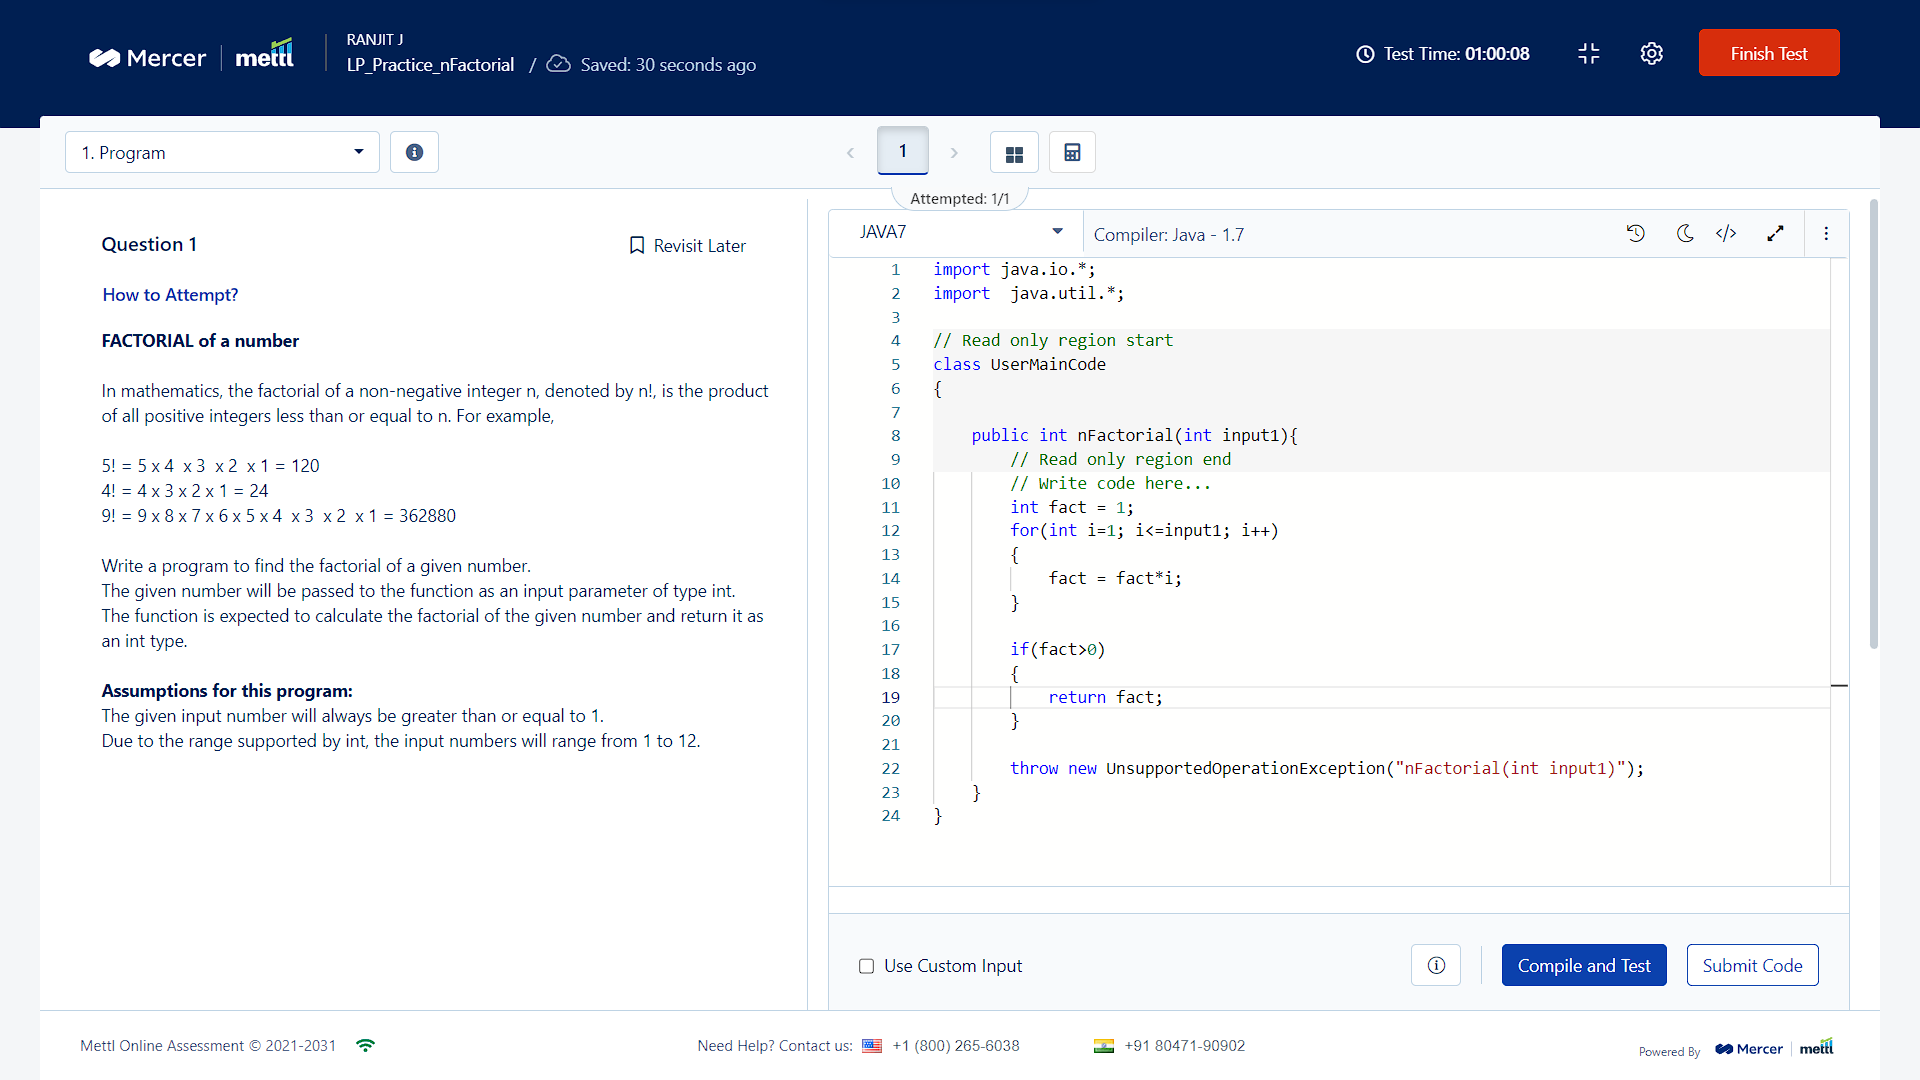 Mercer | mettl
RANJIT J
LP_Practice_nFactorial / Saved: 30 seconds ago
Test Time: 01:00:08
Finish Test
1. Program
1
Attempted: 1/1
Question 1
Revisit Later
How to Attempt?
FACTORIAL of a number
In mathematics, the factorial of a non-negative integer n, denoted by n!, is the product
of all positive integers less than or equal to n. For example,
5! = 5 x 4 x 3 x 2 x 1 = 120
4! = 4 x 3 x 2 x 1 = 24
9! = 9 x 8 x 7 x 6 x 5 x 4 x 3 x 2 x 1 = 362880
Write a program to find the factorial of a given number.
The given number will be passed to the function as an input parameter of type int.
The function is expected to calculate the factorial of the given number and return it as
an int type.
Assumptions for this program:
The given input number will always be greater than or equal to 1.
Due to the range supported by int, the input numbers will range from 1 to 12.
JAVA7
Compiler: Java - 1.7
1 import java.io.*;
2 import  java.util.*;
3
4 // Read only region start
5 class UserMainCode
6 {
7
8     public int nFactorial(int input1){
9         // Read only region end
10         // Write code here...
11         int fact = 1;
12         for(int i=1; i<=input1; i++)
13         {
14             fact = fact*i;
15         }
16
17         if(fact>0)
18         {
19             return fact;
20         }
21
22         throw new UnsupportedOperationException("nFactorial(int input1)");
23     }
24 }
Use Custom Input
Compile and Test
Submit Code
Mettl Online Assessment © 2021-2031
Need Help? Contact us: +1 (800) 265-6038
+91 80471-90902
Powered By Mercer | mettl